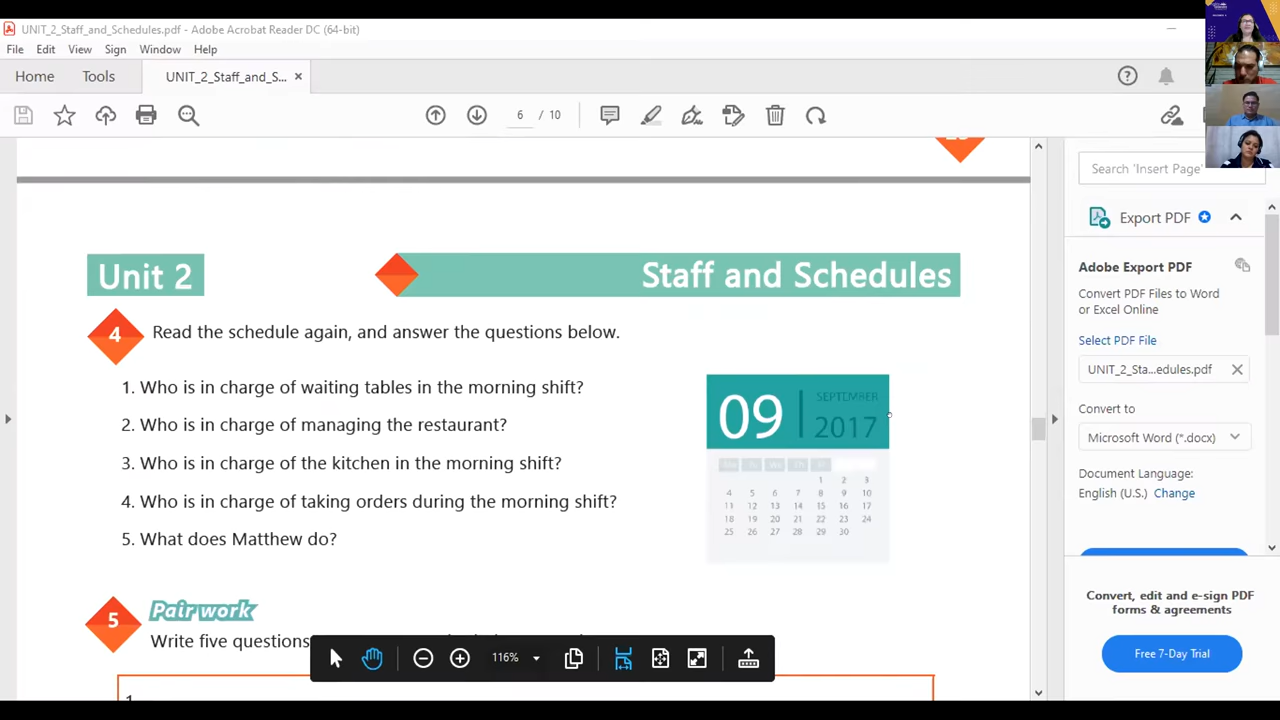 UNIT_2_Staff_and_Schedules.pdf - Adobe Acrobat Reader DC (64-bit)
File Edit View Sign Window Help
Home Tools UNIT_2_Staff_and_S... ×
6 / 10
Search 'Insert Page'
Export PDF
Adobe Export PDF
Convert PDF Files to Word
or Excel Online
Select PDF File
UNIT_2_Sta...edules.pdf
Convert to
Microsoft Word (*.docx)
Document Language:
English (U.S.) Change
Convert, edit and e-sign PDF
forms & agreements
Free 7-Day Trial
Unit 2
Staff and Schedules
4 Read the schedule again, and answer the questions below.
1. Who is in charge of waiting tables in the morning shift?
2. Who is in charge of managing the restaurant?
3. Who is in charge of the kitchen in the morning shift?
4. Who is in charge of taking orders during the morning shift?
5. What does Matthew do?
09 SEPTEMBER
2017
Mo Tu We Th Fr
1 2 3
4 5 6 7 8 9 10
11 12 13 14 15 16 17
18 19 20 21 22 23 24
25 26 27 28 29 30
5 Pair work
Write five questions
116%
1.